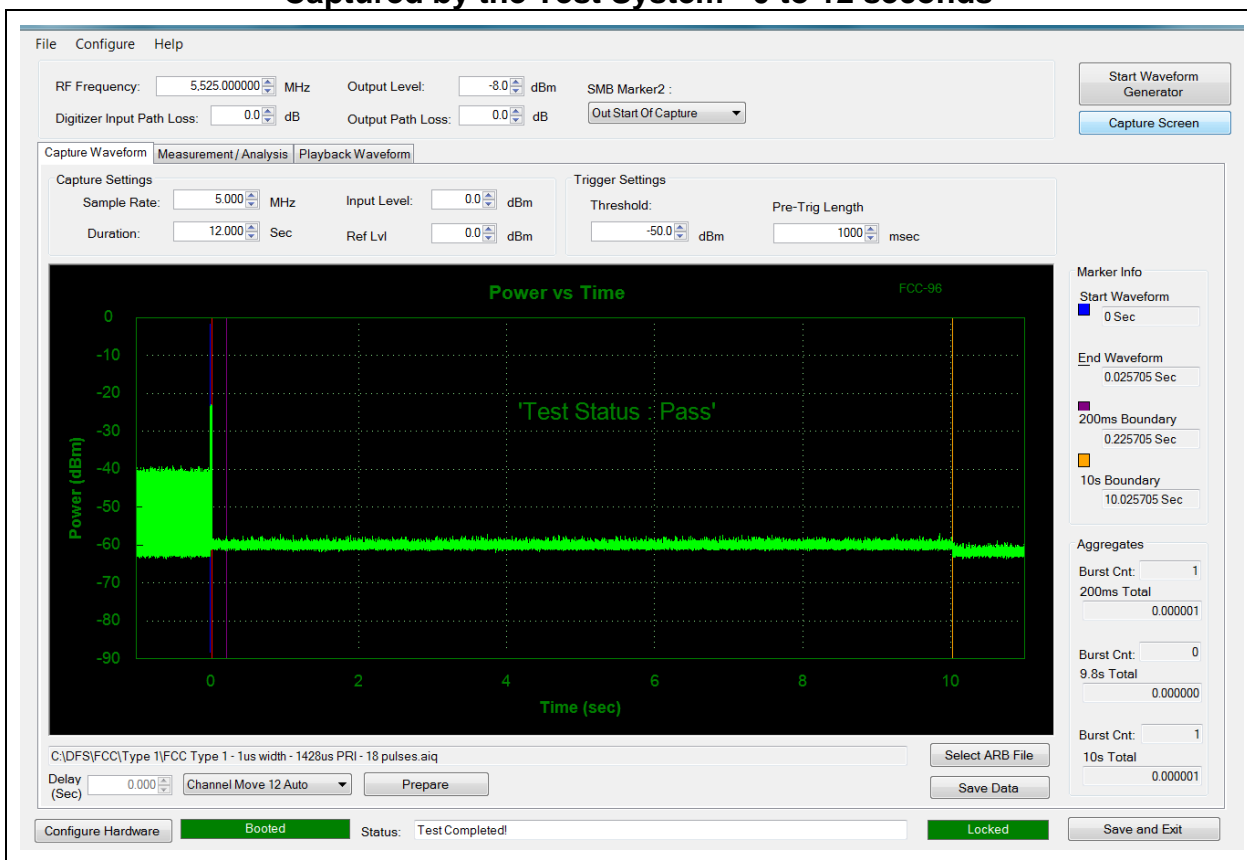 Captured by the Test System - 0 to 12 seconds
File Configure Help
RF Frequency: 5,525.000000 MHz Output Level: -8.0 dBm SMB Marker2 :
Digitizer Input Path Loss: 0.0 dB Output Path Loss: 0.0 dB Out Start Of Capture
Start Waveform
Generator
Capture Screen
Capture Waveform Measurement / Analysis Playback Waveform
Capture Settings
Sample Rate: 5.000 MHz Input Level: 0.0 dBm
Duration: 12.000 Sec Ref Lvl 0.0 dBm
Trigger Settings
Threshold: Pre-Trig Length
-50.0 dBm 1000 msec
Power vs Time FCC-96
'Test Status : Pass'
Power (dBm)
0
-10
-20
-30
-40
-50
-60
-70
-80
-90
0 2 4 6 8 10
Time (sec)
Marker Info
Start Waveform
0 Sec
End Waveform
0.025705 Sec
200ms Boundary
0.225705 Sec
10s Boundary
10.025705 Sec
Aggregates
Burst Cnt: 1
200ms Total
0.000001
Burst Cnt: 0
9.8s Total
0.000000
Burst Cnt: 1
10s Total
0.000001
C:\DFS\FCC\Type 1\FCC Type 1 - 1us width - 1428us PRI - 18 pulses.aiq Select ARB File
Delay
(Sec) 0.000 Channel Move 12 Auto Prepare Save Data
Configure Hardware Booted Status: Test Completed! Locked Save and Exit